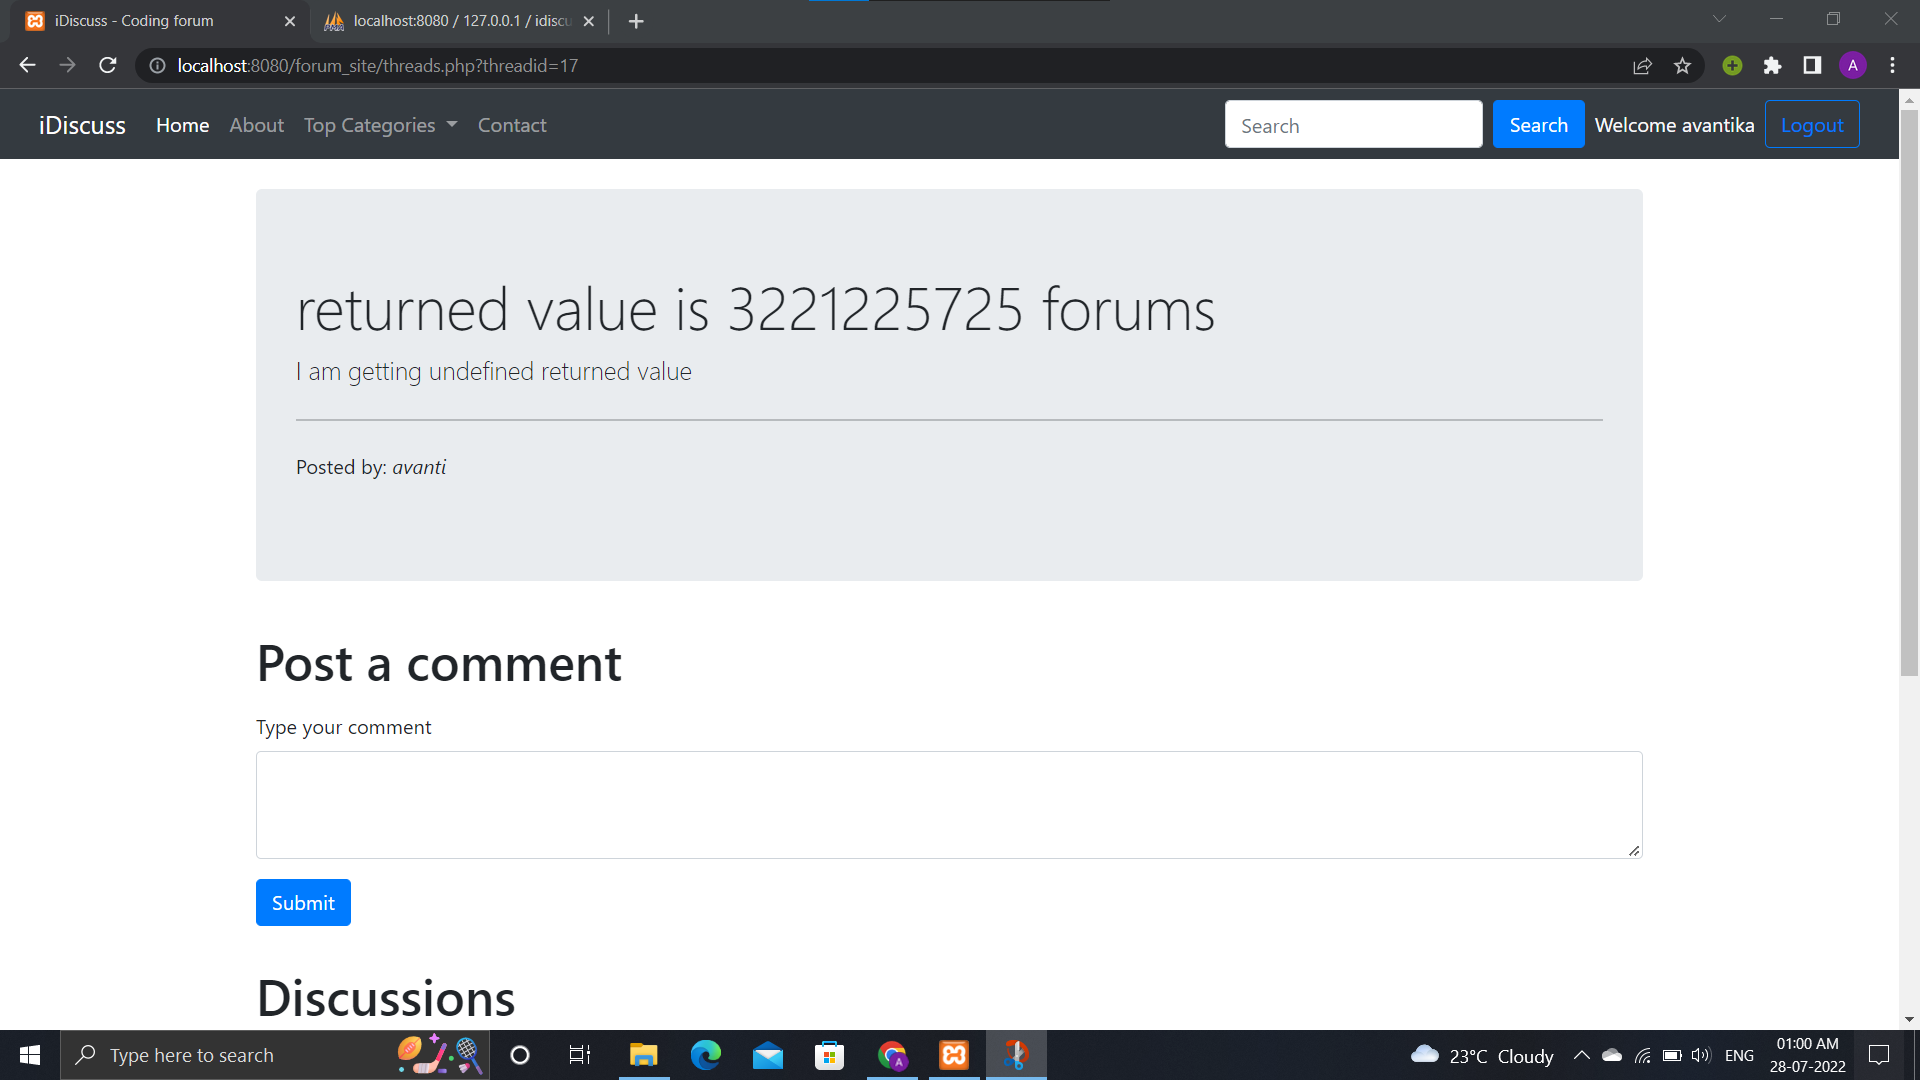 iDiscuss - Coding forum
localhost:8080 / 127.0.0.1 / idiscu
localhost:8080/forum_site/threads.php?threadid=17
A
iDiscuss Home About Top Categories Contact Search Search Welcome avantika Logout
returned value is 3221225725 forums
I am getting undefined returned value
Posted by: avanti
Post a comment
Type your comment
Submit
Discussions
Type here to search
A
23°C Cloudy
ENG
01:00 AM
28-07-2022